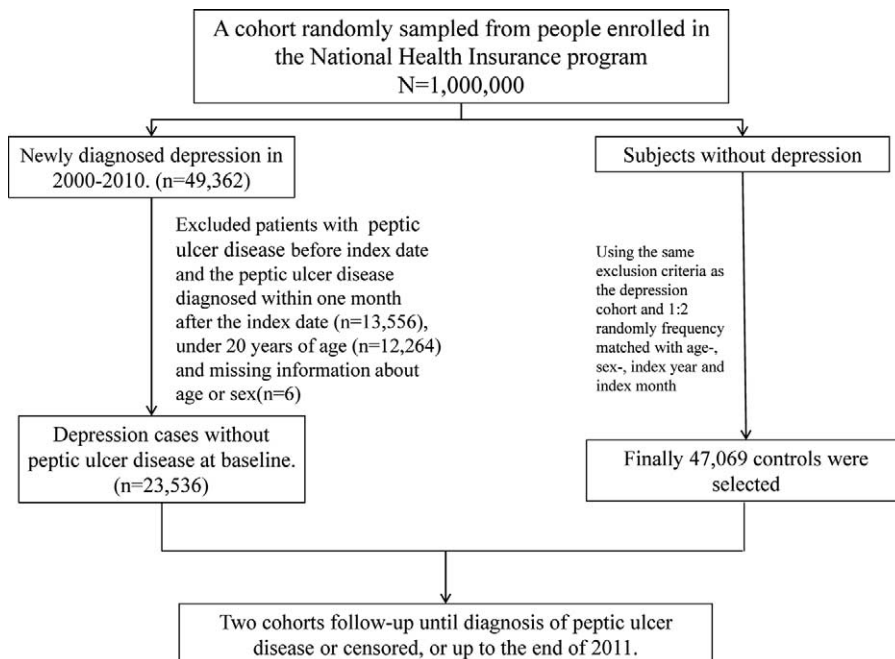 A cohort randomly sampled from people enrolled in
the National Health Insurance program
N=1,000,000
Newly diagnosed depression in
2000-2010. (n=49,362)
Subjects without depression
Excluded patients with peptic
ulcer disease before index date
and the peptic ulcer disease
diagnosed within one month
after the index date (n=13,556),
under 20 years of age (n=12,264)
and missing information about
age or sex(n=6)
Using the same
exclusion criteria as
the depression
cohort and 1:2
randomly frequency
matched with age-,
sex-, index year and
index month
Depression cases without
peptic ulcer disease at baseline.
(n=23,536)
Finally 47,069 controls were
selected
Two cohorts follow-up until diagnosis of peptic ulcer
disease or censored, or up to the end of 2011.